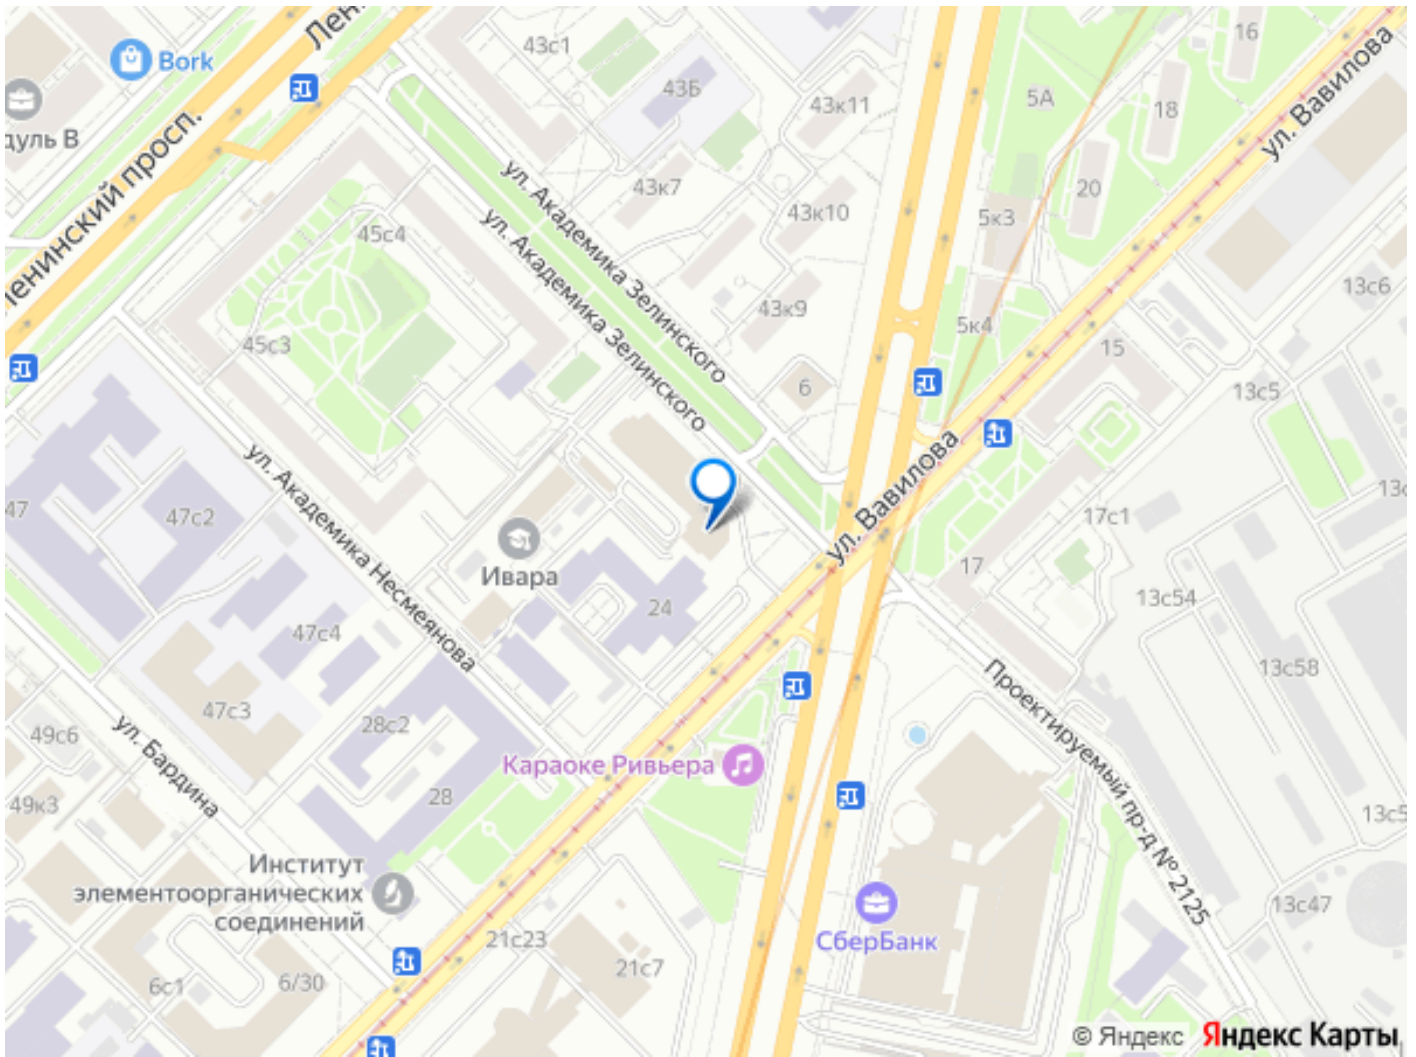 Ленинский просп.
Bork
дуль В
43с1
43Б
43к11
43к7
43к10
43к9
5А
16
18
20
5к3
5к4
ул. Вавилова
ул. Академика Зелинского
ул. Академика Зелинского
45с4
45с3
6
15
13с6
13с5
47
47с2
ул. Академика Несмеянова
Ивара
24
ул. Вавилова
17с1
17
13с54
13с58
47с4
47с3
28с2
28
49с6
49к3
ул. Бардина
Караоке Ривьера
Проектируемый пр-д № 2125
Институт
элементоорганических
соединений
СберБанк
21с23
21с7
6с1
6/30
13с47
© Яндекс
Яндекс Карты